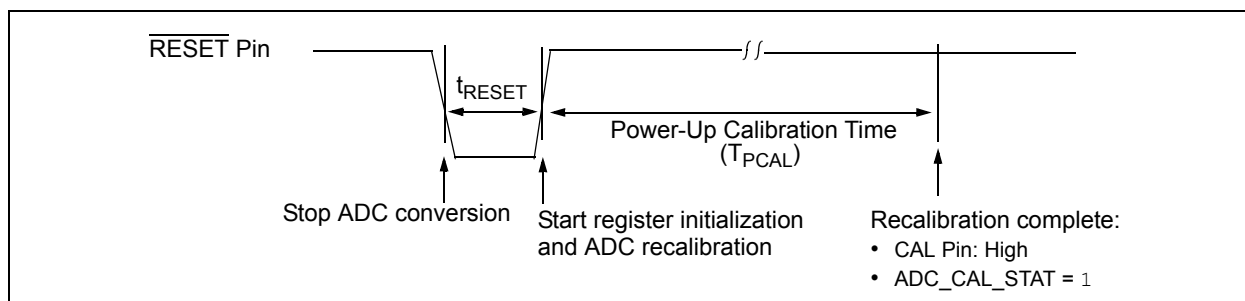 RESET Pin
tRESET
Power-Up Calibration Time
(TPCAL)
Stop ADC conversion
Start register initialization
and ADC recalibration
Recalibration complete:
• CAL Pin: High
• ADC_CAL_STAT = 1